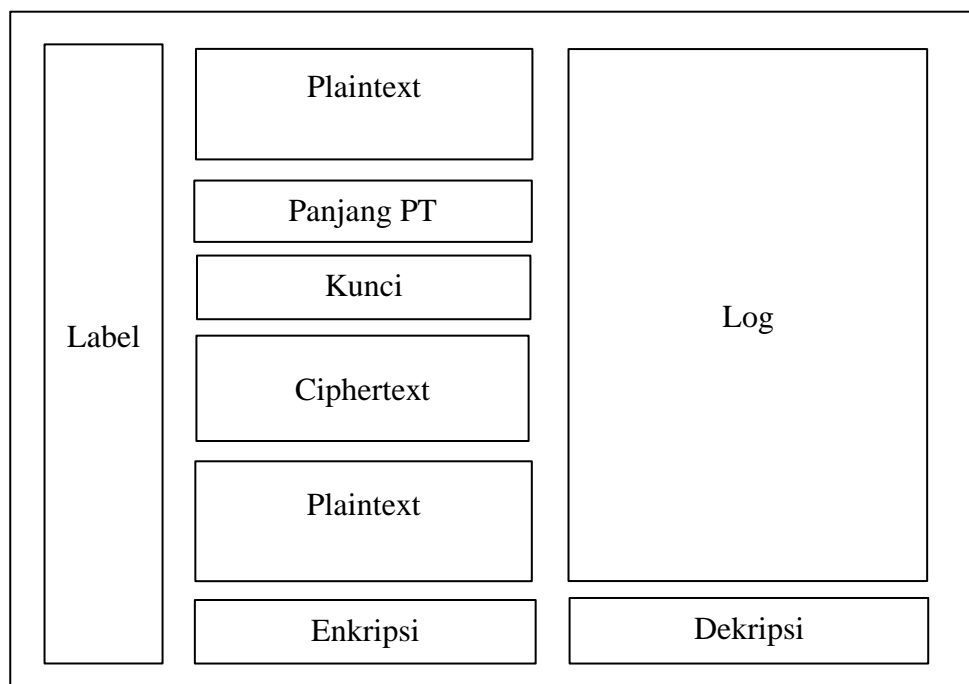 Label
Plaintext
Panjang PT
Kunci
Ciphertext
Plaintext
Enkripsi
Log
Dekripsi